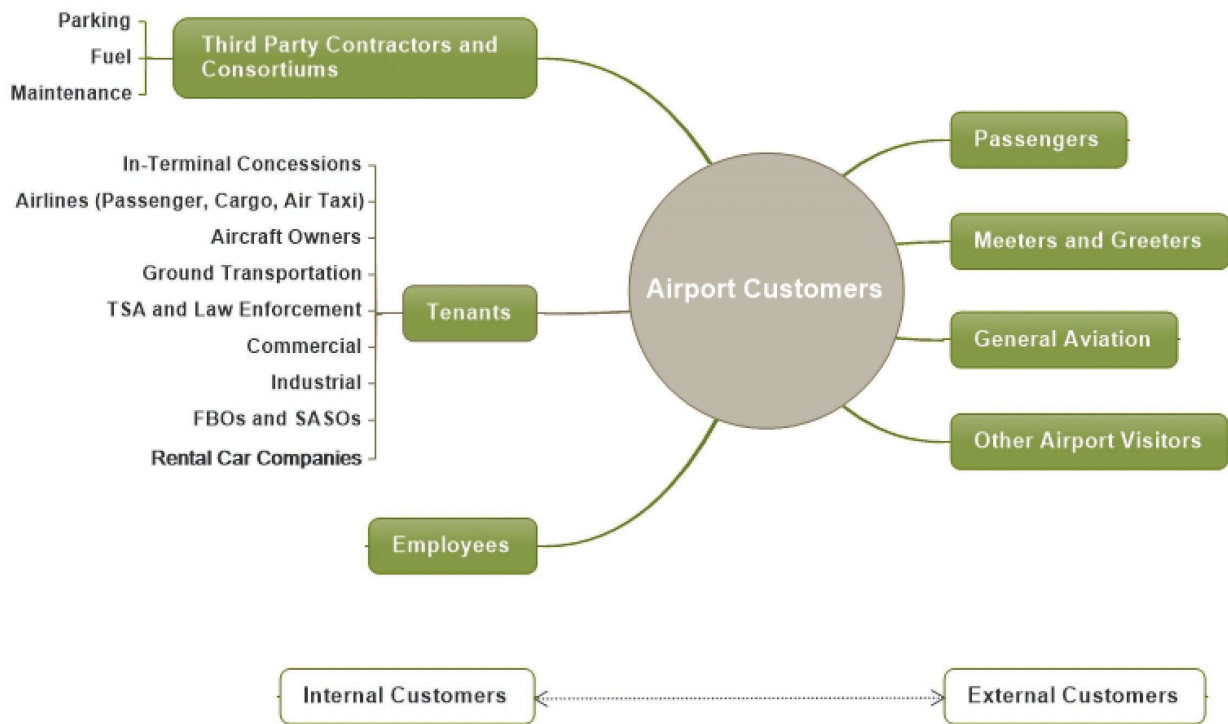 Parking
Fuel
Maintenance
Third Party Contractors and
Consortiums
In-Terminal Concessions
Airlines (Passenger, Cargo, Air Taxi)
Aircraft Owners
Ground Transportation
TSA and Law Enforcement
Commercial
Industrial
FBOs and SASOs
Rental Car Companies
Tenants
Employees
Airport Customers
Passengers
Meeters and Greeters
General Aviation
Other Airport Visitors
Internal Customers
External Customers